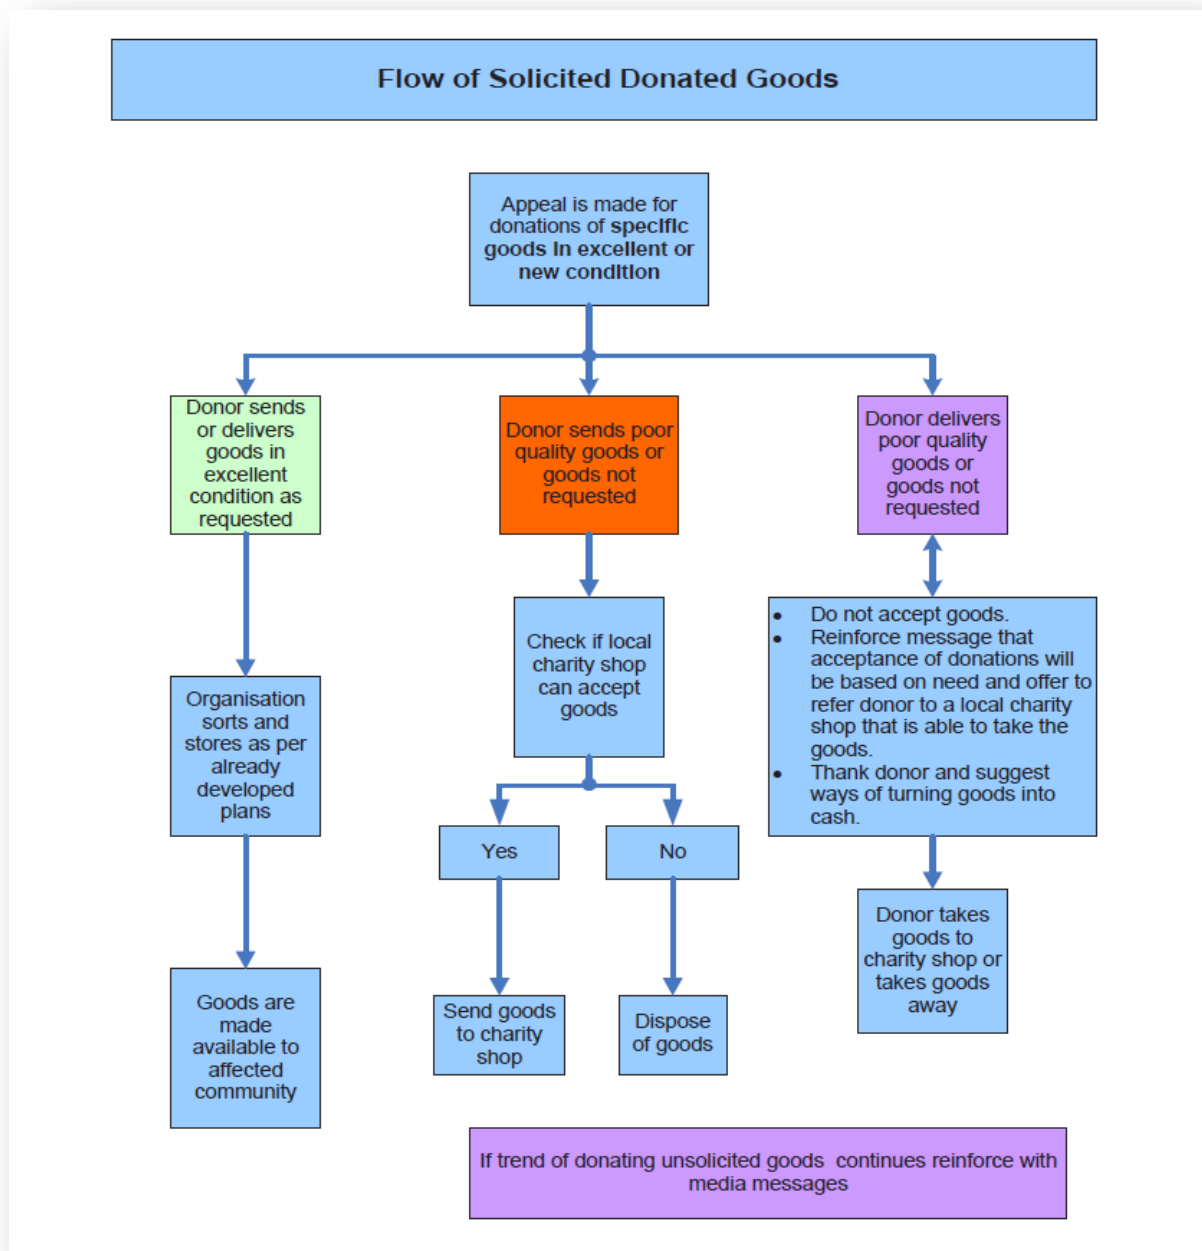 Flow of Solicited Donated Goods
Appeal is made for
donations of specific
goods in excellent or
new condition
Donor sends
or delivers
goods in
excellent
condition as
requested
Donor sends poor
quality goods or
goods not
requested
Donor delivers
poor quality
goods or
goods not
requested
Organisation
sorts and
stores as per
already
developed
plans
Check if local
charity shop
can accept
goods
• Do not accept goods.
• Reinforce message that
acceptance of donations will
be based on need and offer to
refer donor to a local charity
shop that is able to take the
goods.
• Thank donor and suggest
ways of turning goods into
cash.
Yes
No
Goods are
made
available to
affected
community
Send goods
to charity
shop
Dispose
of goods
Donor takes
goods to
charity shop or
takes goods
away
If trend of donating unsolicited goods continues reinforce with
media messages